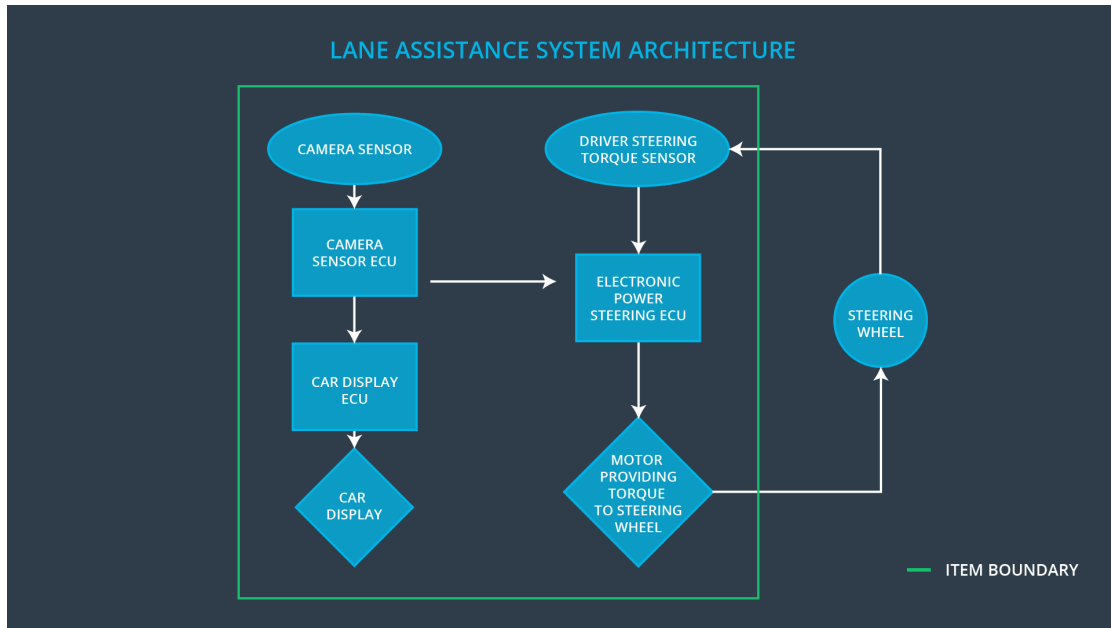 LANE ASSISTANCE SYSTEM ARCHITECTURE
CAMERA SENSOR
CAMERA
SENSOR ECU
CAR DISPLAY
ECU
CAR
DISPLAY
DRIVER STEERING
TORQUE SENSOR
ELECTRONIC
POWER
STEERING ECU
MOTOR
PROVIDING
TORQUE
TO STEERING
WHEEL
STEERING
WHEEL
ITEM BOUNDARY